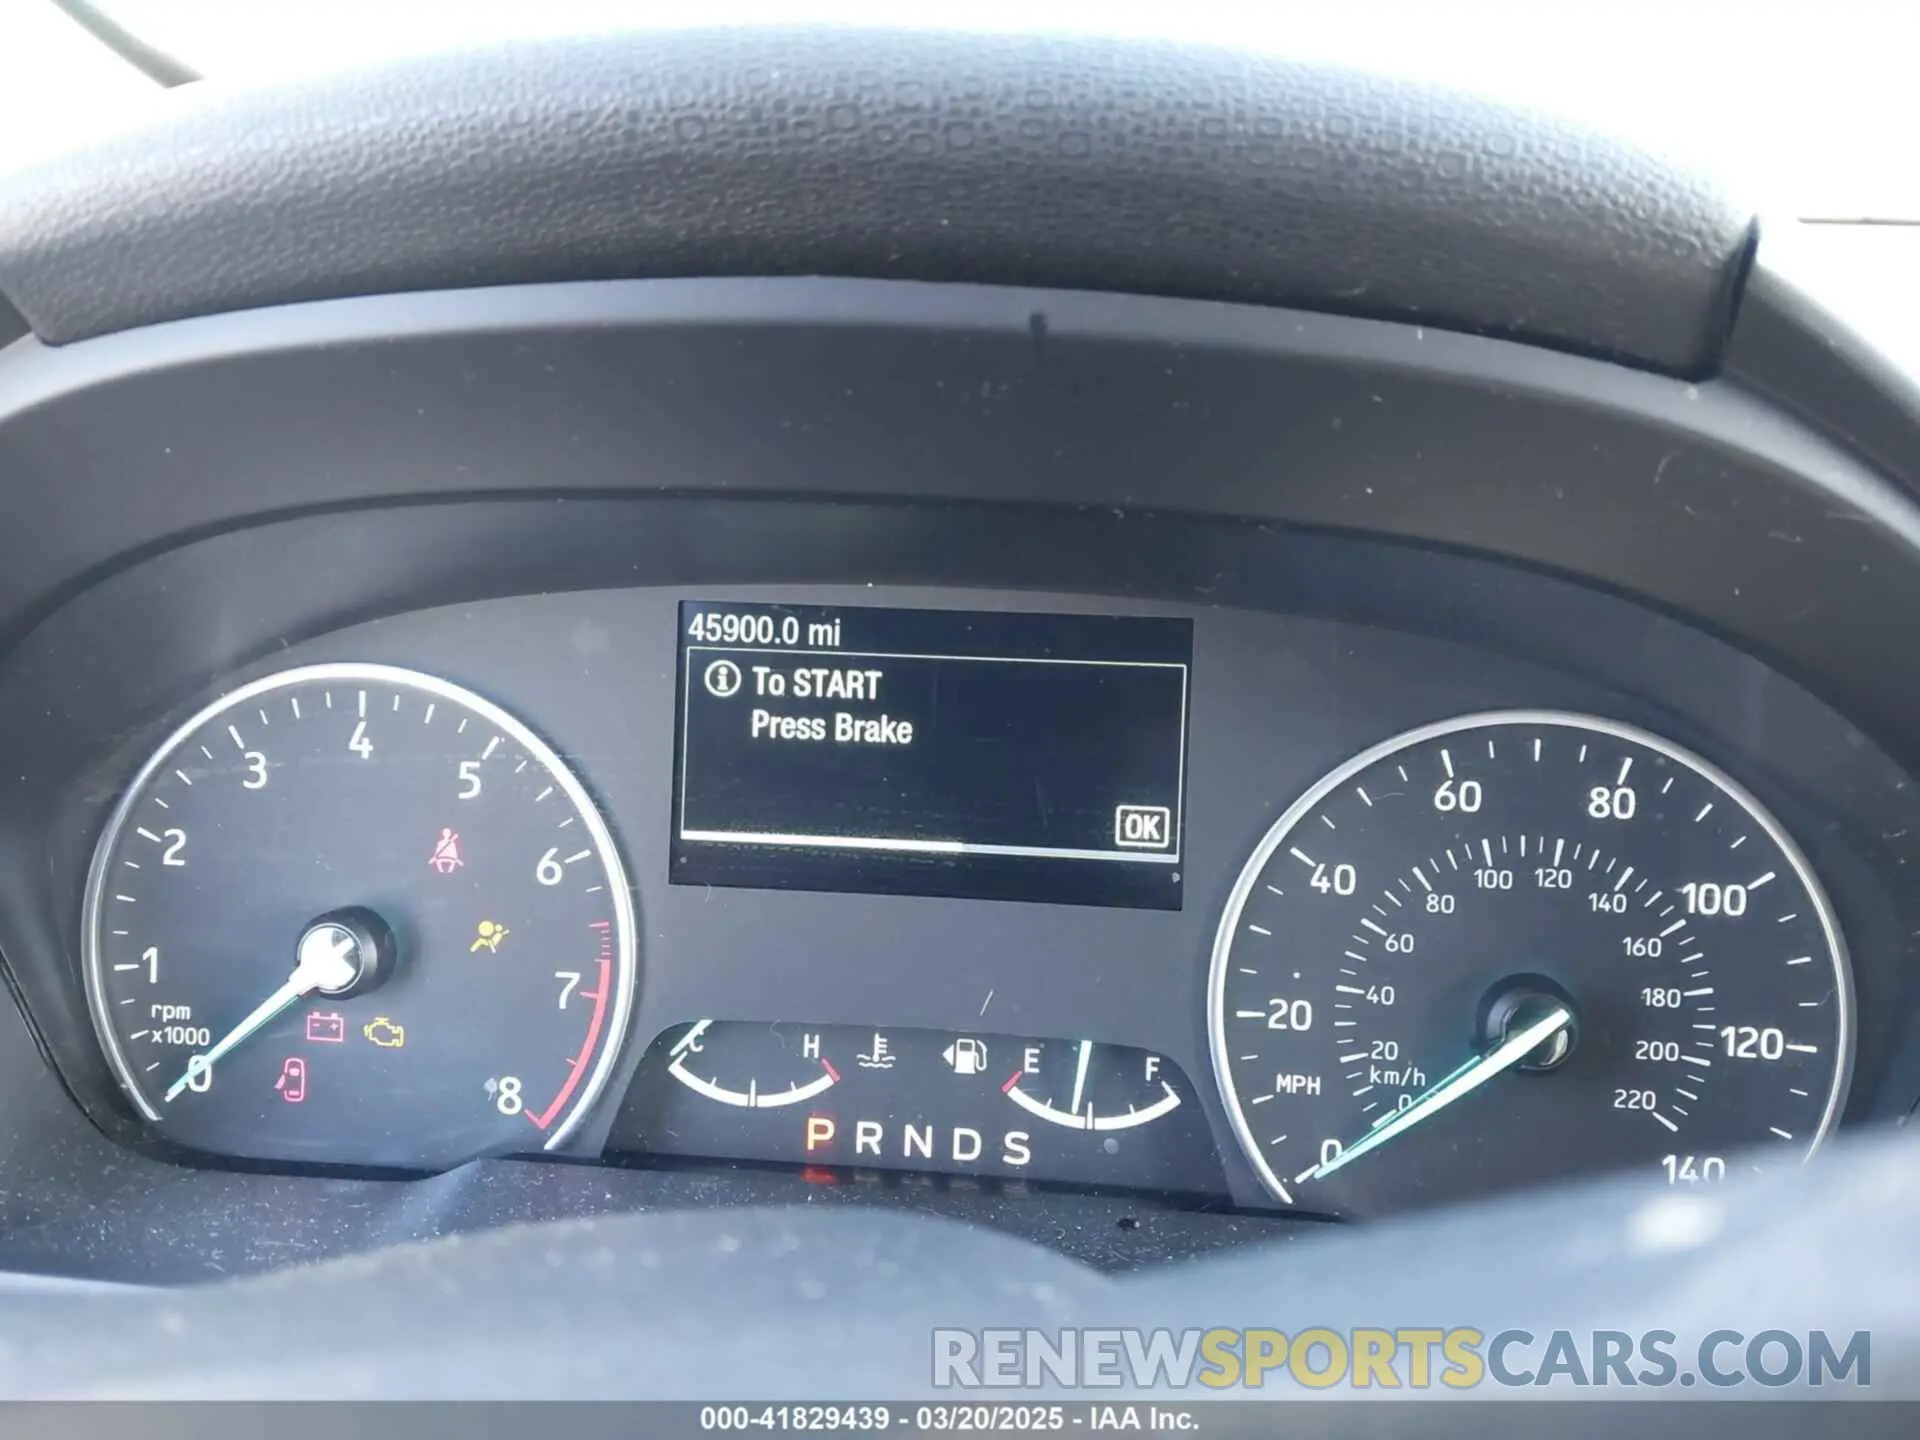 45900.0 mi
i To START
Press Brake
OK
0 1 2 3 4 5 6 7 8
rpm
x1000
C H
E F
P R N D S
0 20 40 60 80 100 120 140
MPH
km/h
0 20 40 60 80 100 120 140 160 180 200 220
RENEWSPORTSCARS.COM
000-41829439 - 03/20/2025 - IAA Inc.